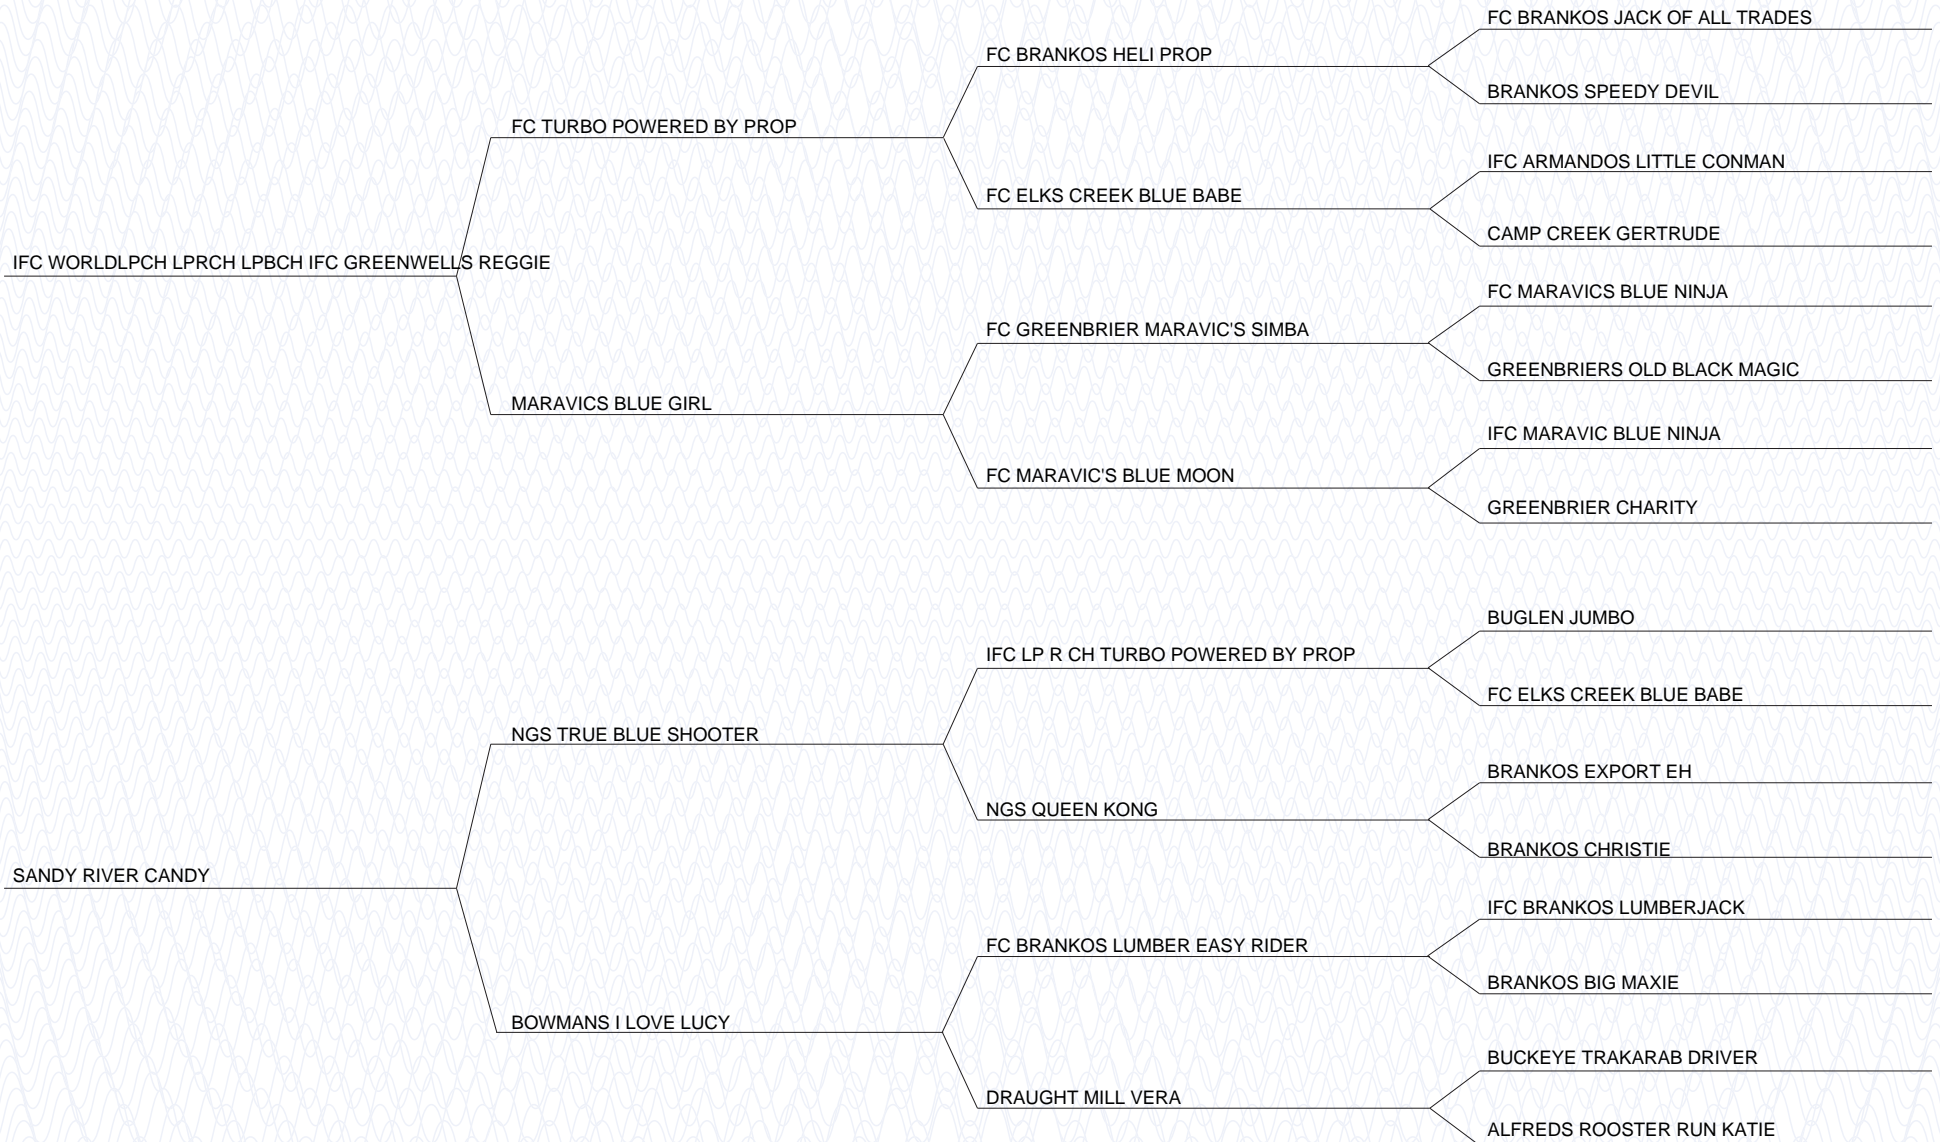 FC BRANKOS JACK OF ALL TRADES
FC BRANKOS HELI PROP
BRANKOS SPEEDY DEVIL
FC TURBO POWERED BY PROP
IFC ARMANDOS LITTLE CONMAN
FC ELKS CREEK BLUE BABE
CAMP CREEK GERTRUDE
IFC WORLDLPCH LPRCH LPBCH IFC GREENWELLS REGGIE
FC MARAVICS BLUE NINJA
FC GREENBRIER MARAVIC'S SIMBA
GREENBRIERS OLD BLACK MAGIC
MARAVICS BLUE GIRL
IFC MARAVIC BLUE NINJA
FC MARAVIC'S BLUE MOON
GREENBRIER CHARITY
BUGLEN JUMBO
IFC LP R CH TURBO POWERED BY PROP
FC ELKS CREEK BLUE BABE
NGS TRUE BLUE SHOOTER
BRANKOS EXPORT EH
NGS QUEEN KONG
BRANKOS CHRISTIE
SANDY RIVER CANDY
IFC BRANKOS LUMBERJACK
FC BRANKOS LUMBER EASY RIDER
BRANKOS BIG MAXIE
BOWMANS I LOVE LUCY
BUCKEYE TRAKARAB DRIVER
DRAUGHT MILL VERA
ALFREDS ROOSTER RUN KATIE